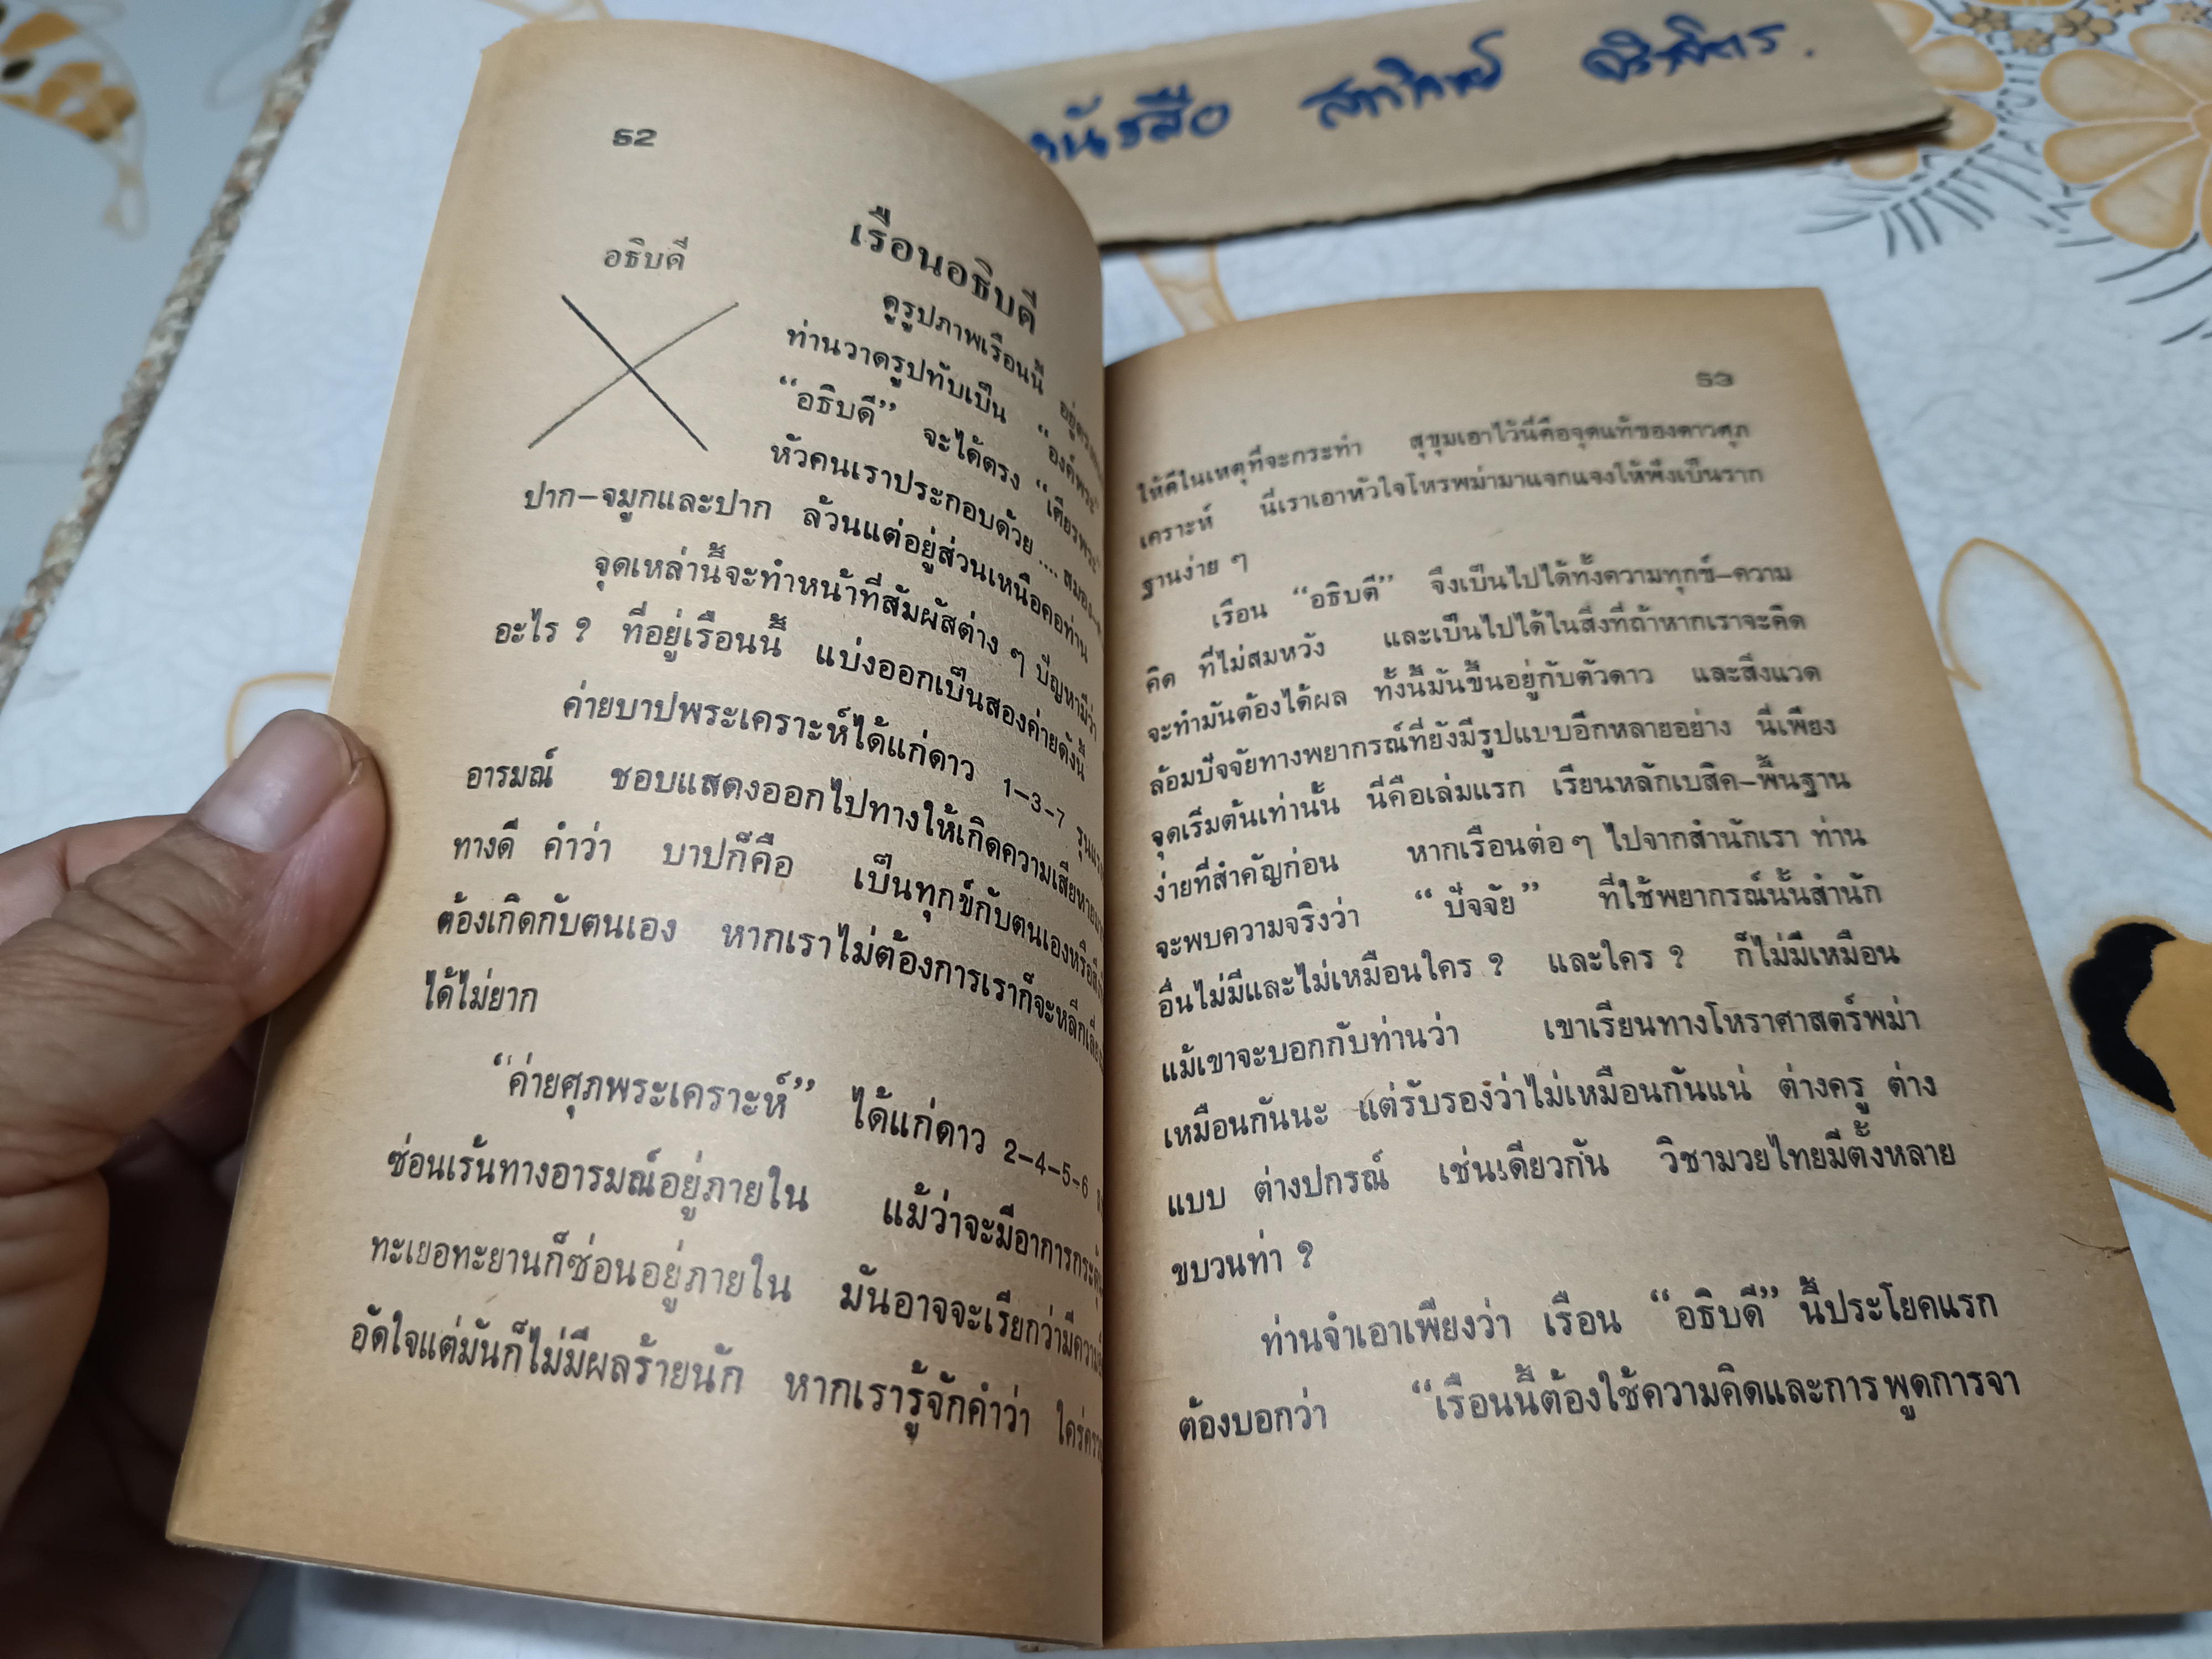 หนังสือ
52
เรือนอธิบดี
อธิบดี
ดูรูปภาพเรือนนี้
ท่านวาดรูปทับเป็น “องค์พระ
“อธิบดี” จะได้ตรง “เศียรพระ
หัวคนเราประกอบด้วย .... สมอง
ปาก–จมูกและปาก ล้วนแต่อยู่ส่วนเหนือคอท่าน
จุดเหล่านี้จะทำหน้าที่สัมผัสต่าง ๆ ปัญหามีว่า
อะไร ? ที่อยู่เรือนนี้ แบ่งออกเป็นสองค่ายดังนี้
ค่ายบาปพระเคราะห์ได้แก่ดาว 1–3–7
อารมณ์ ชอบแสดงออกไปทางให้เกิดความเสียหาย
ทางดี คำว่า บาปก็คือ เป็นทุกข์กับตนเองหรือ
ต้องเกิดกับตนเอง หากเราไม่ต้องการเราก็จะหลีก
ได้ไม่ยาก
“ค่ายศุภพระเคราะห์” ได้แก่ดาว 2–4–5–6
ซ่อนเร้นทางอารมณ์อยู่ภายใน แม้ว่าจะมีอาการ
ทะเยอทะยานก็ซ่อนอยู่ภายใน มันอาจจะเรียกว่ามีความ
อัดใจแต่มันก็ไม่มีผลร้ายนัก หากเรารู้จักคำว่า
53
ให้ดีในเหตุที่จะกระทำ สุขุมเอาไว้นี่คือจุดแท้ของดาวศุภ
เคราะห์ นี่เราเอาหัวใจโหรพม่ามาแจกแจงให้ฟังเป็นราก
ฐานง่าย ๆ
เรือน “อธิบดี” จึงเป็นไปได้ทั้งความทุกข์–ความ
คิด ที่ไม่สมหวัง และเป็นไปได้ในสิ่งที่ถ้าหากเราจะคิด
จะทำมันต้องได้ผล ทั้งนี้มันขึ้นอยู่กับตัวดาว และสิ่งแวด
ล้อมปัจจัยทางพยากรณ์ที่ยังมีรูปแบบอีกหลายอย่าง นี่เพียง
จุดเริ่มต้นเท่านั้น นี่คือเล่มแรก เรียนหลักเบสิค–พื้นฐาน
ง่ายที่สำคัญก่อน หากเรือนต่อๆ ไปจากสำนักเรา ท่าน
จะพบความจริงว่า “ปัจจัย” ที่ใช้พยากรณ์นั้นสำนัก
อื่นไม่มีและไม่เหมือนใคร ? และใคร ? ก็ไม่มีเหมือน
แม้เขาจะบอกกับท่านว่า เขาเรียนทางโหราศาสตร์พม่า
เหมือนกันนะ แต่รับรองว่าไม่เหมือนกันแน่ ต่างครู ต่าง
แบบ ต่างปกรณ์ เช่นเดียวกัน วิชามวยไทยมีตั้งหลาย
ขบวนท่า ?
ท่านจำเอาเพียงว่า เรือน “อธิบดี” นี้ประโยคแรก
ต้องบอกว่า “เรือนนี้ต้องใช้ความคิดและการพูดการจา